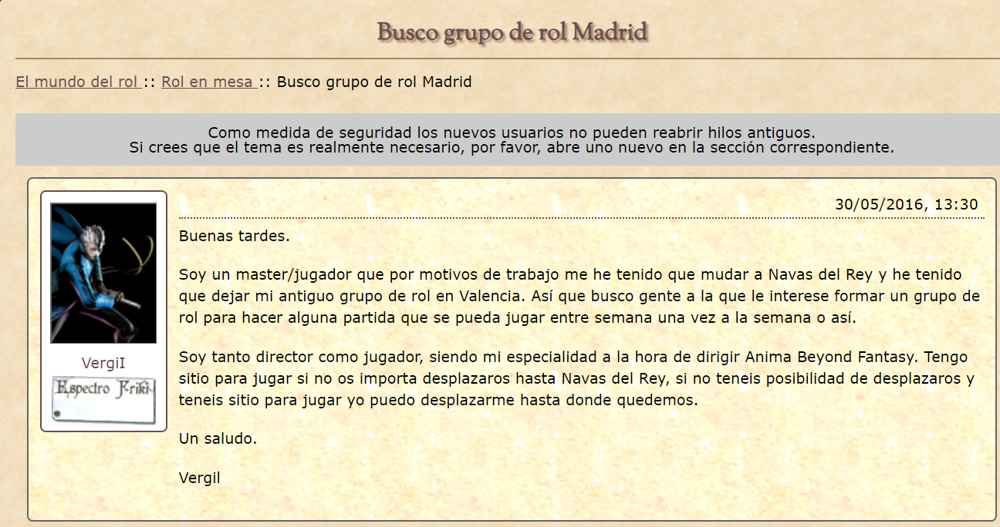 Busco grupo de rol Madrid
El mundo del rol :: Rol en mesa :: Busco grupo de rol Madrid
Como medida de seguridad los nuevos usuarios no pueden reabrir hilos antiguos.
Si crees que el tema es realmente necesario, por favor, abre uno nuevo en la sección correspondiente.
VergiI
Espectro Friki
30/05/2016, 13:30
Buenas tardes.
Soy un master/jugador que por motivos de trabajo me he tenido que mudar a Navas del Rey y he tenido
que dejar mi antiguo grupo de rol en Valencia. Así que busco gente a la que le interese formar un grupo de
rol para hacer alguna partida que se pueda jugar entre semana una vez a la semana o así.
Soy tanto director como jugador, siendo mi especialidad a la hora de dirigir Anima Beyond Fantasy. Tengo
sitio para jugar si no os importa desplazaros hasta Navas del Rey, si no teneis posibilidad de desplazaros y
teneis sitio para jugar yo puedo desplazarme hasta donde quedemos.
Un saludo.
Vergil